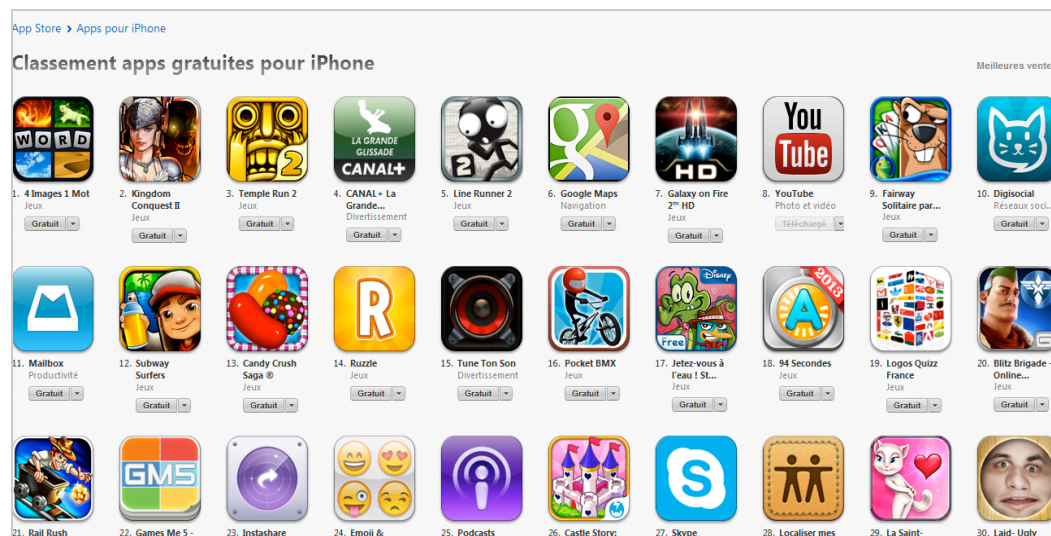 App Store > Apps pour iPhone
Classement apps gratuites pour iPhone
Meilleures vente
WORD
2
LA GRANDE
GLISSADE
CANAL+
2
HD
You
Tube
1. 4 Images 1 Mot
Jeux
Gratuit
2. Kingdom
Conquest II
Jeux
Gratuit
3. Temple Run 2
Jeux
Gratuit
4. CANAL+ La
Grande...
Divertissement
Gratuit
5. Line Runner 2
Jeux
Gratuit
6. Google Maps
Navigation
Gratuit
7. Galaxy on Fire
2™ HD
Jeux
Gratuit
8. YouTube
Photo et vidéo
Téléchargé
9. Fairway
Solitaire par...
Jeux
Gratuit
10. Digisocial
Réseaux soci...
Gratuit
R
Disney
Free
2013
A
11. Mailbox
Productivité
Gratuit
12. Subway
Surfers
Jeux
Gratuit
13. Candy Crush
Saga ®
Jeux
Gratuit
14. Ruzzle
Jeux
Gratuit
15. Tune Ton Son
Divertissement
Gratuit
16. Pocket BMX
Jeux
Gratuit
17. Jetez-vous à
l'eau ! St...
Jeux
Gratuit
18. 94 Secondes
Jeux
Gratuit
19. Logos Quizz
France
Jeux
Gratuit
20. Blitz Brigade -
Online...
Jeux
Gratuit
GM5
S
21. Rail Rush
22. Games Me 5 -
23. Instashare
24. Emoji &
25. Podcasts
26. Castle Story:
27. Skype
28. Localiser mes
29. La Saint-
30. Laid- Ugly